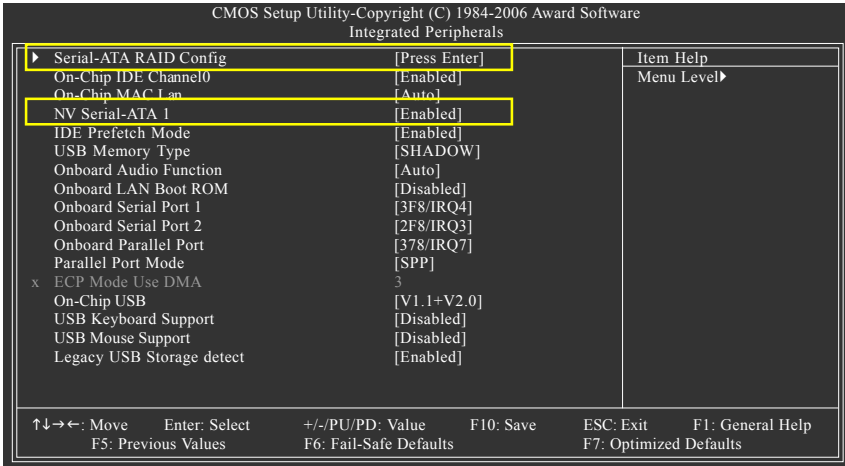 CMOS Setup Utility-Copyright (C) 1984-2006 Award Software
Integrated Peripherals
▶ Serial-ATA RAID Config [Press Enter] Item Help
On-Chip IDE Channel0 [Enabled] Menu Level▶
On-Chip MAC Lan [Auto]
NV Serial-ATA 1 [Enabled]
IDE Prefetch Mode [Enabled]
USB Memory Type [SHADOW]
Onboard Audio Function [Auto]
Onboard LAN Boot ROM [Disabled]
Onboard Serial Port 1 [3F8/IRQ4]
Onboard Serial Port 2 [2F8/IRQ3]
Onboard Parallel Port [378/IRQ7]
Parallel Port Mode [SPP]
x ECP Mode Use DMA 3
On-Chip USB [V1.1+V2.0]
USB Keyboard Support [Disabled]
USB Mouse Support [Disabled]
Legacy USB Storage detect [Enabled]
↑↓→←: Move Enter: Select +/-/PU/PD: Value F10: Save ESC: Exit F1: General Help
F5: Previous Values F6: Fail-Safe Defaults F7: Optimized Defaults